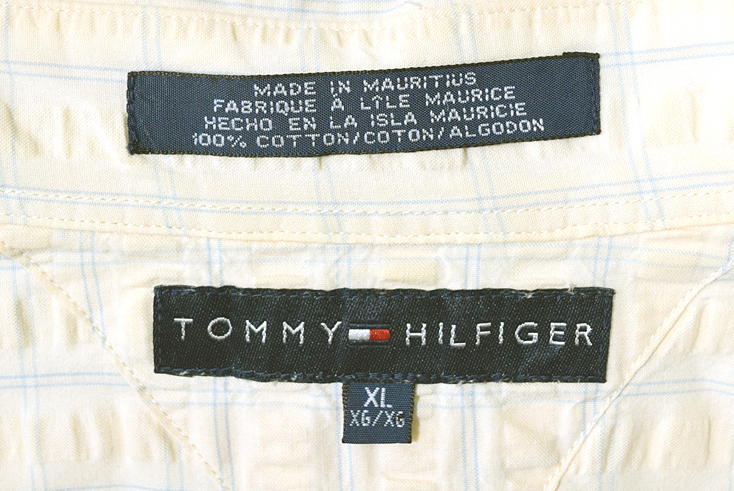 MADE IN MAURITIUS
FABRIQUE À L'ÎLE MAURICE
HECHO EN LA ISLA MAURICIE
100% COTTON/COTON/ALGODON
TOMMY HILFIGER
XL
XG/XG